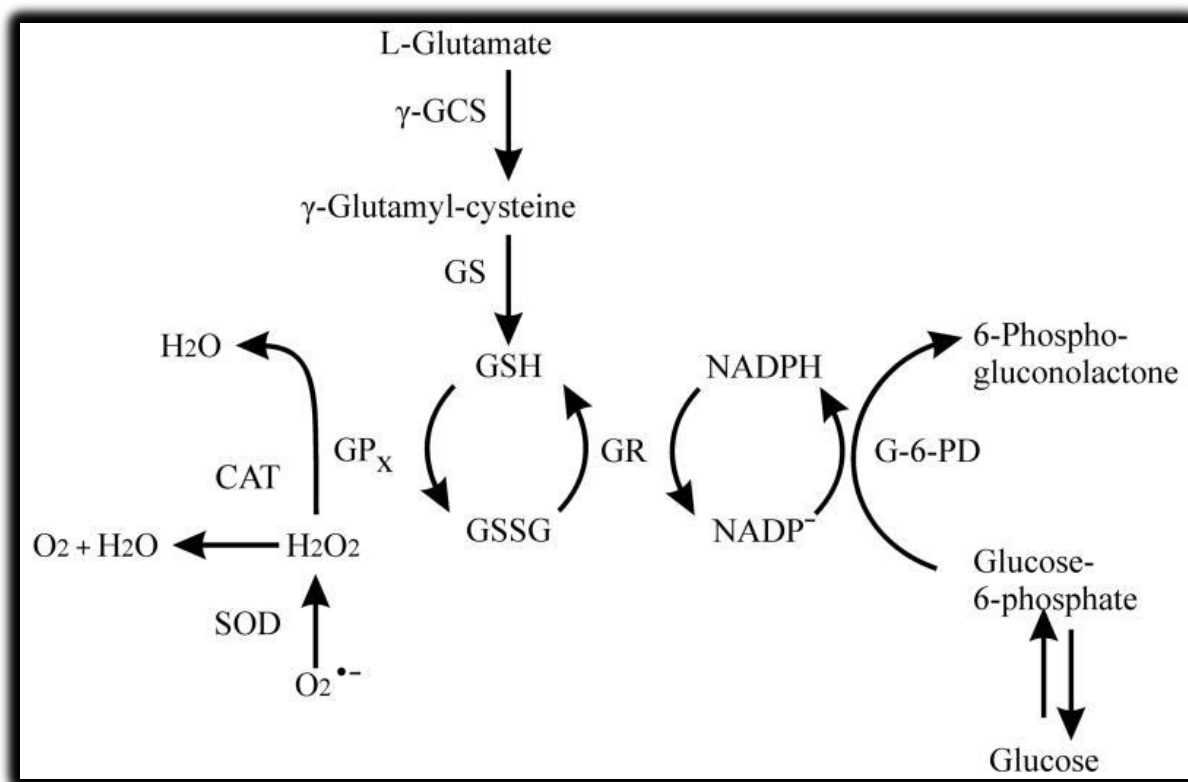 L-Glutamate
γ-GCS
γ-Glutamyl-cysteine
GS
H2O
GSH
NADPH
6-Phospho-
gluconolactone
CAT
GPx
GR
G-6-PD
O2 + H2O
H2O2
GSSG
NADP⁻
Glucose-
6-phosphate
SOD
O2•−
Glucose